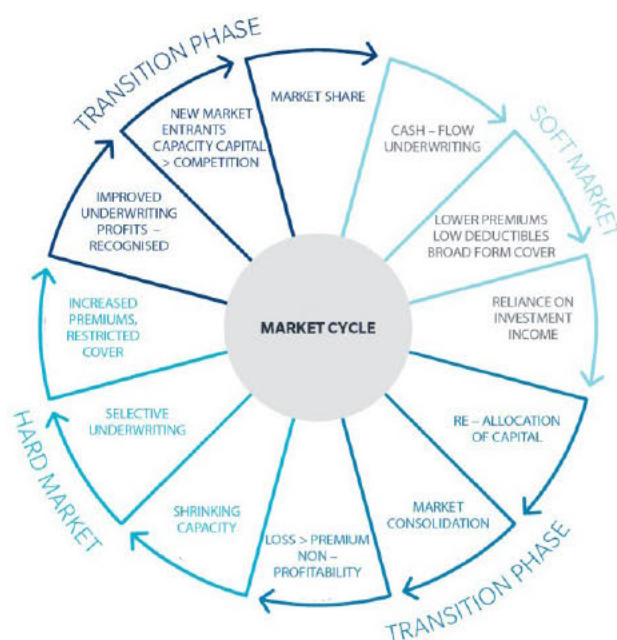 TRANSITION PHASE
MARKET SHARE
CASH – FLOW
UNDERWRITING
SOFT MARKET
LOWER PREMIUMS
LOW DEDUCTIBLES
BROAD FORM COVER
RELIANCE ON
INVESTMENT
INCOME
RE – ALLOCATION
OF CAPITAL
TRANSITION PHASE
MARKET
CONSOLIDATION
LOSS > PREMIUM
NON –
PROFITABILITY
SHRINKING
CAPACITY
HARD MARKET
SELECTIVE
UNDERWRITING
INCREASED
PREMIUMS,
RESTRICTED
COVER
IMPROVED
UNDERWRITING
PROFITS –
RECOGNISED
NEW MARKET
ENTRANTS
CAPACITY CAPITAL
> COMPETITION
MARKET CYCLE